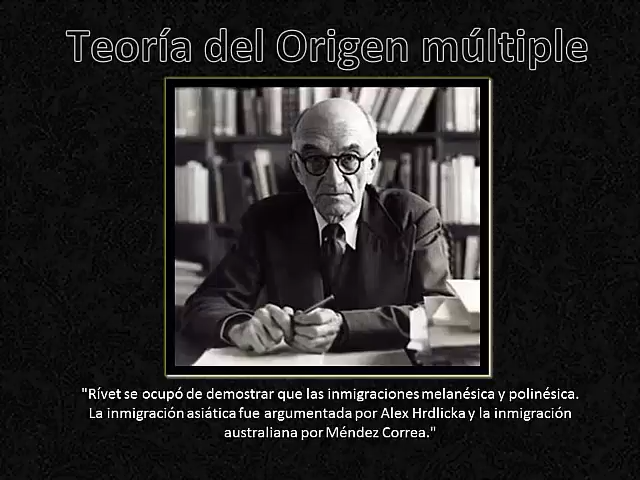 Teoría del Origen múltiple
"Rívet se ocupó de demostrar que las inmigraciones melanésica y polinésica.
La inmigración asiática fue argumentada por Alex Hrdlicka y la inmigración
australiana por Méndez Correa."